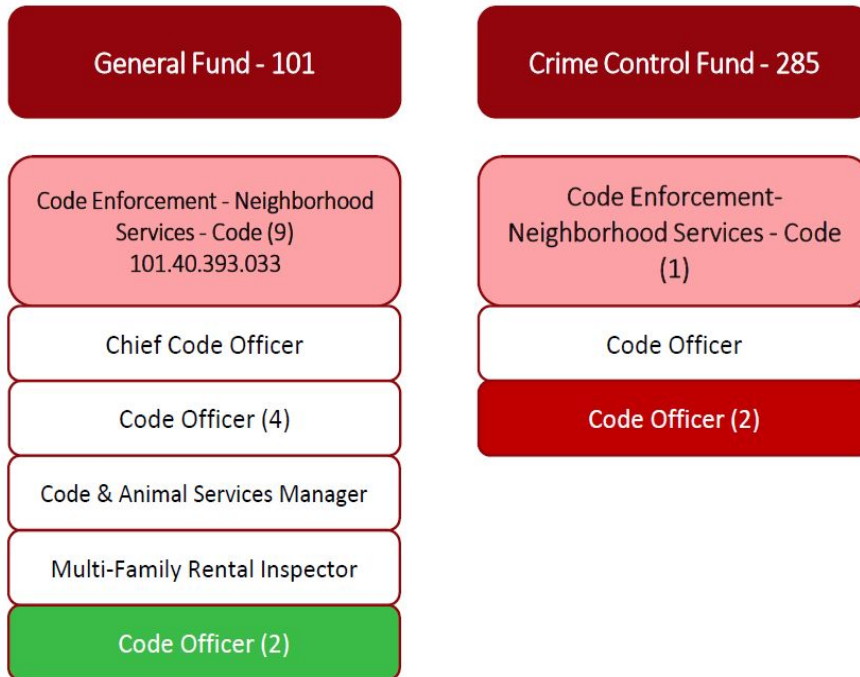 General Fund - 101
Code Enforcement - Neighborhood
Services - Code (9)
101.40.393.033
Chief Code Officer
Code Officer (4)
Code & Animal Services Manager
Multi-Family Rental Inspector
Code Officer (2)
Crime Control Fund - 285
Code Enforcement-
Neighborhood Services - Code
(1)
Code Officer
Code Officer (2)